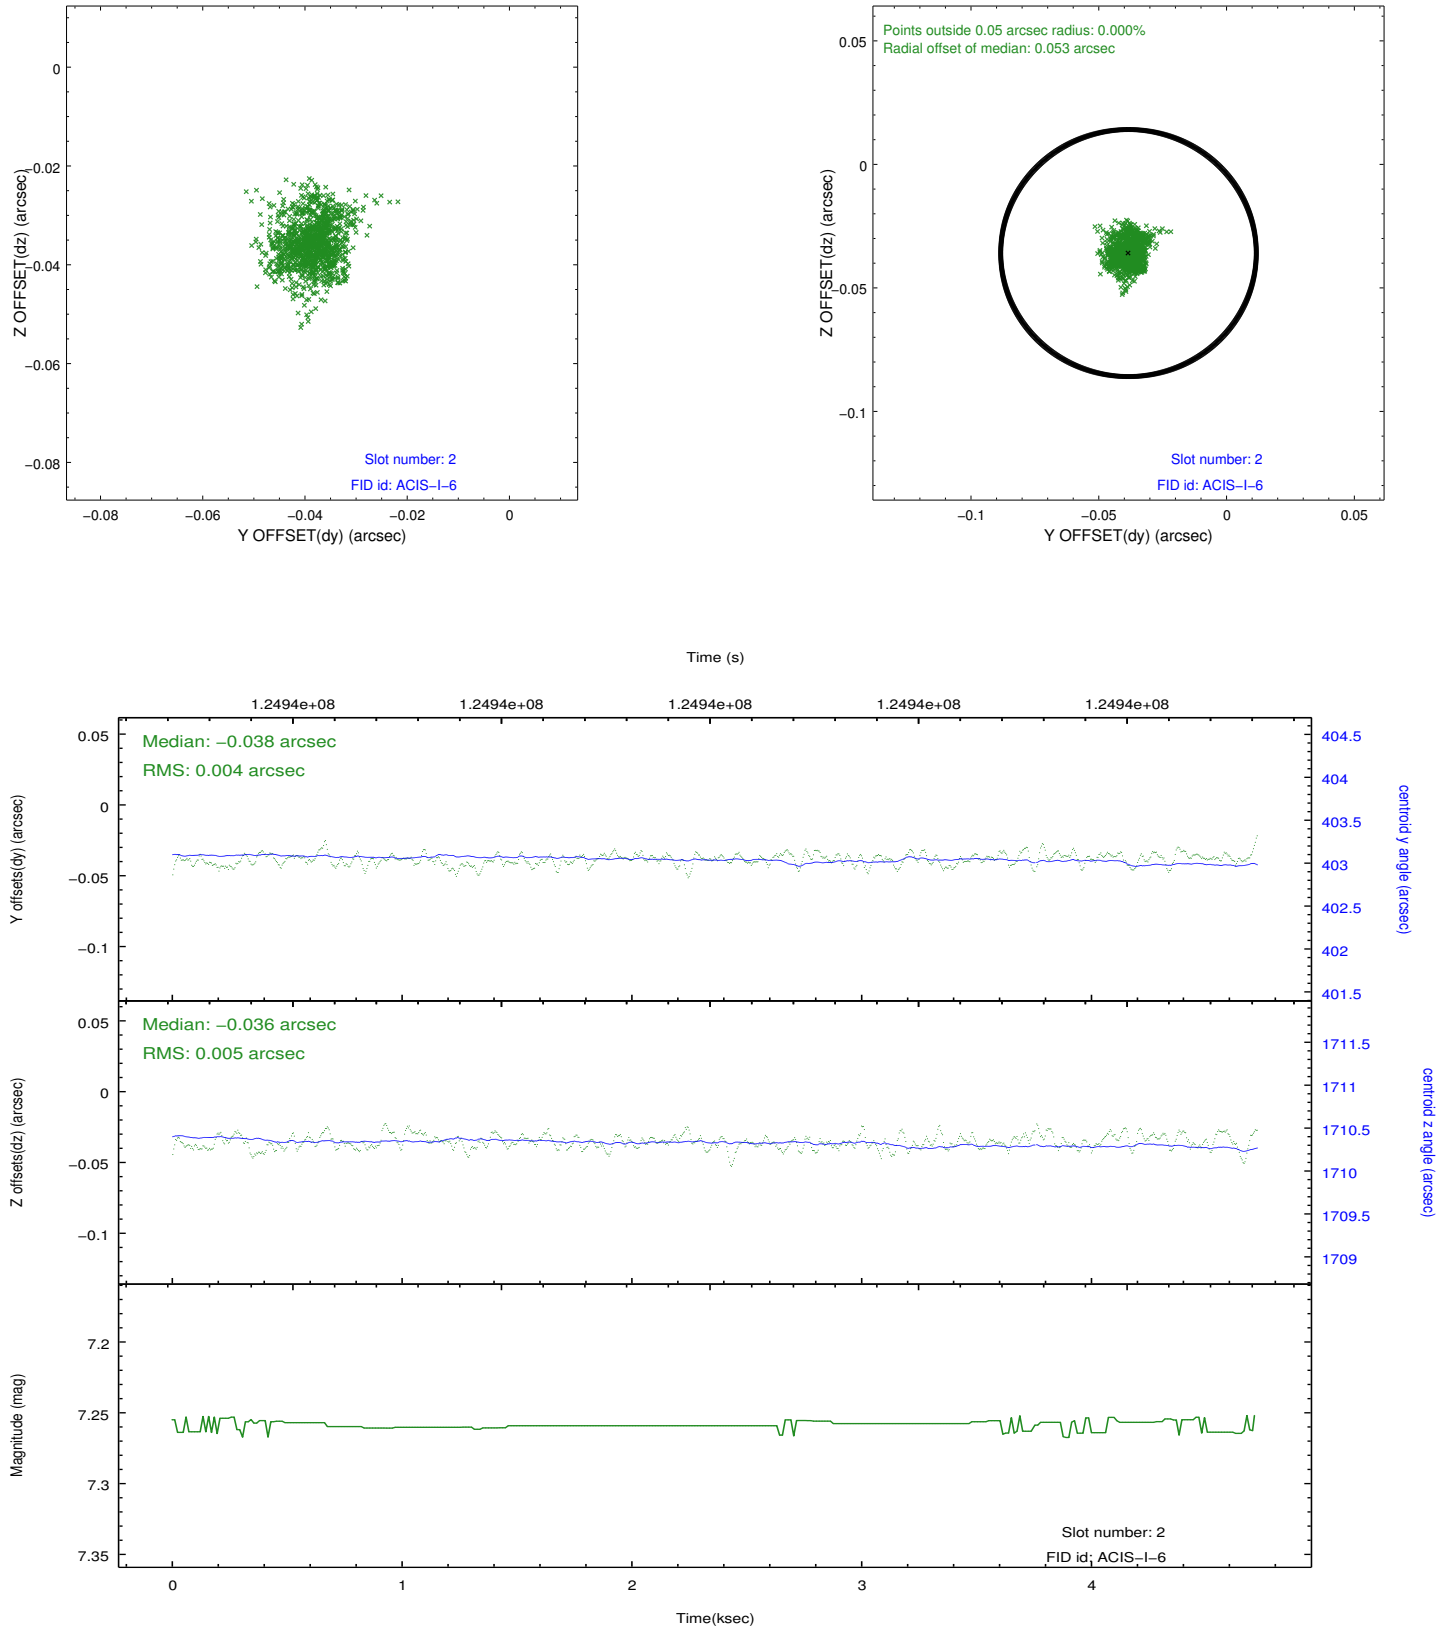 0
−0.02
−0.04
−0.06
−0.08
Z OFFSET(dz) (arcsec)
−0.08
−0.06
−0.04
−0.02
0
Y OFFSET(dy) (arcsec)
Slot number: 2
FID id: ACIS−I−6
Points outside 0.05 arcsec radius: 0.000%
Radial offset of median: 0.053 arcsec
0.05
0
−0.05
−0.1
Z OFFSET(dz) (arcsec)
−0.1
−0.05
0
0.05
Y OFFSET(dy) (arcsec)
Slot number: 2
FID id: ACIS−I−6
Time (s)
1.2494e+08
1.2494e+08
1.2494e+08
1.2494e+08
1.2494e+08
Median: −0.038 arcsec
RMS: 0.004 arcsec
0.05
0
−0.05
−0.1
Y offsets(dy) (arcsec)
404.5
404
403.5
403
402.5
402
401.5
centroid y angle (arcsec)
Median: −0.036 arcsec
RMS: 0.005 arcsec
0.05
0
−0.05
−0.1
Z offsets(dz) (arcsec)
1711.5
1711
1710.5
1710
1709.5
1709
centroid z angle (arcsec)
7.2
7.25
7.3
7.35
Magnitude (mag)
Slot number: 2
FID id: ACIS−I−6
0
1
2
3
4
Time(ksec)